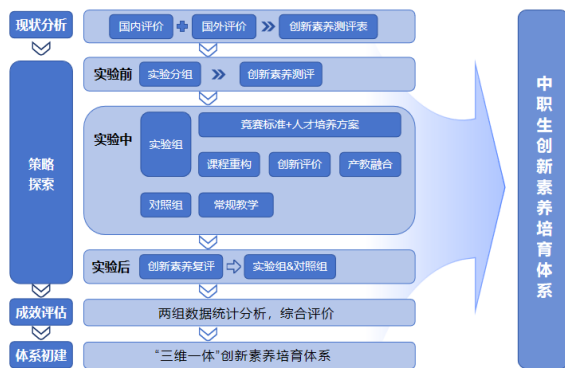 现状分析
国内评价
国外评价
创新素养测评表
策略
探索
实验前
实验分组
创新素养测评
实验中
实验组
竞赛标准+人才培养方案
课程重构
创新评价
产教融合
对照组
常规教学
实验后
创新素养复评
实验组&对照组
成效评估
两组数据统计分析，综合评价
体系初建
“三维一体”创新素养培育体系
中职生创新素养培育体系